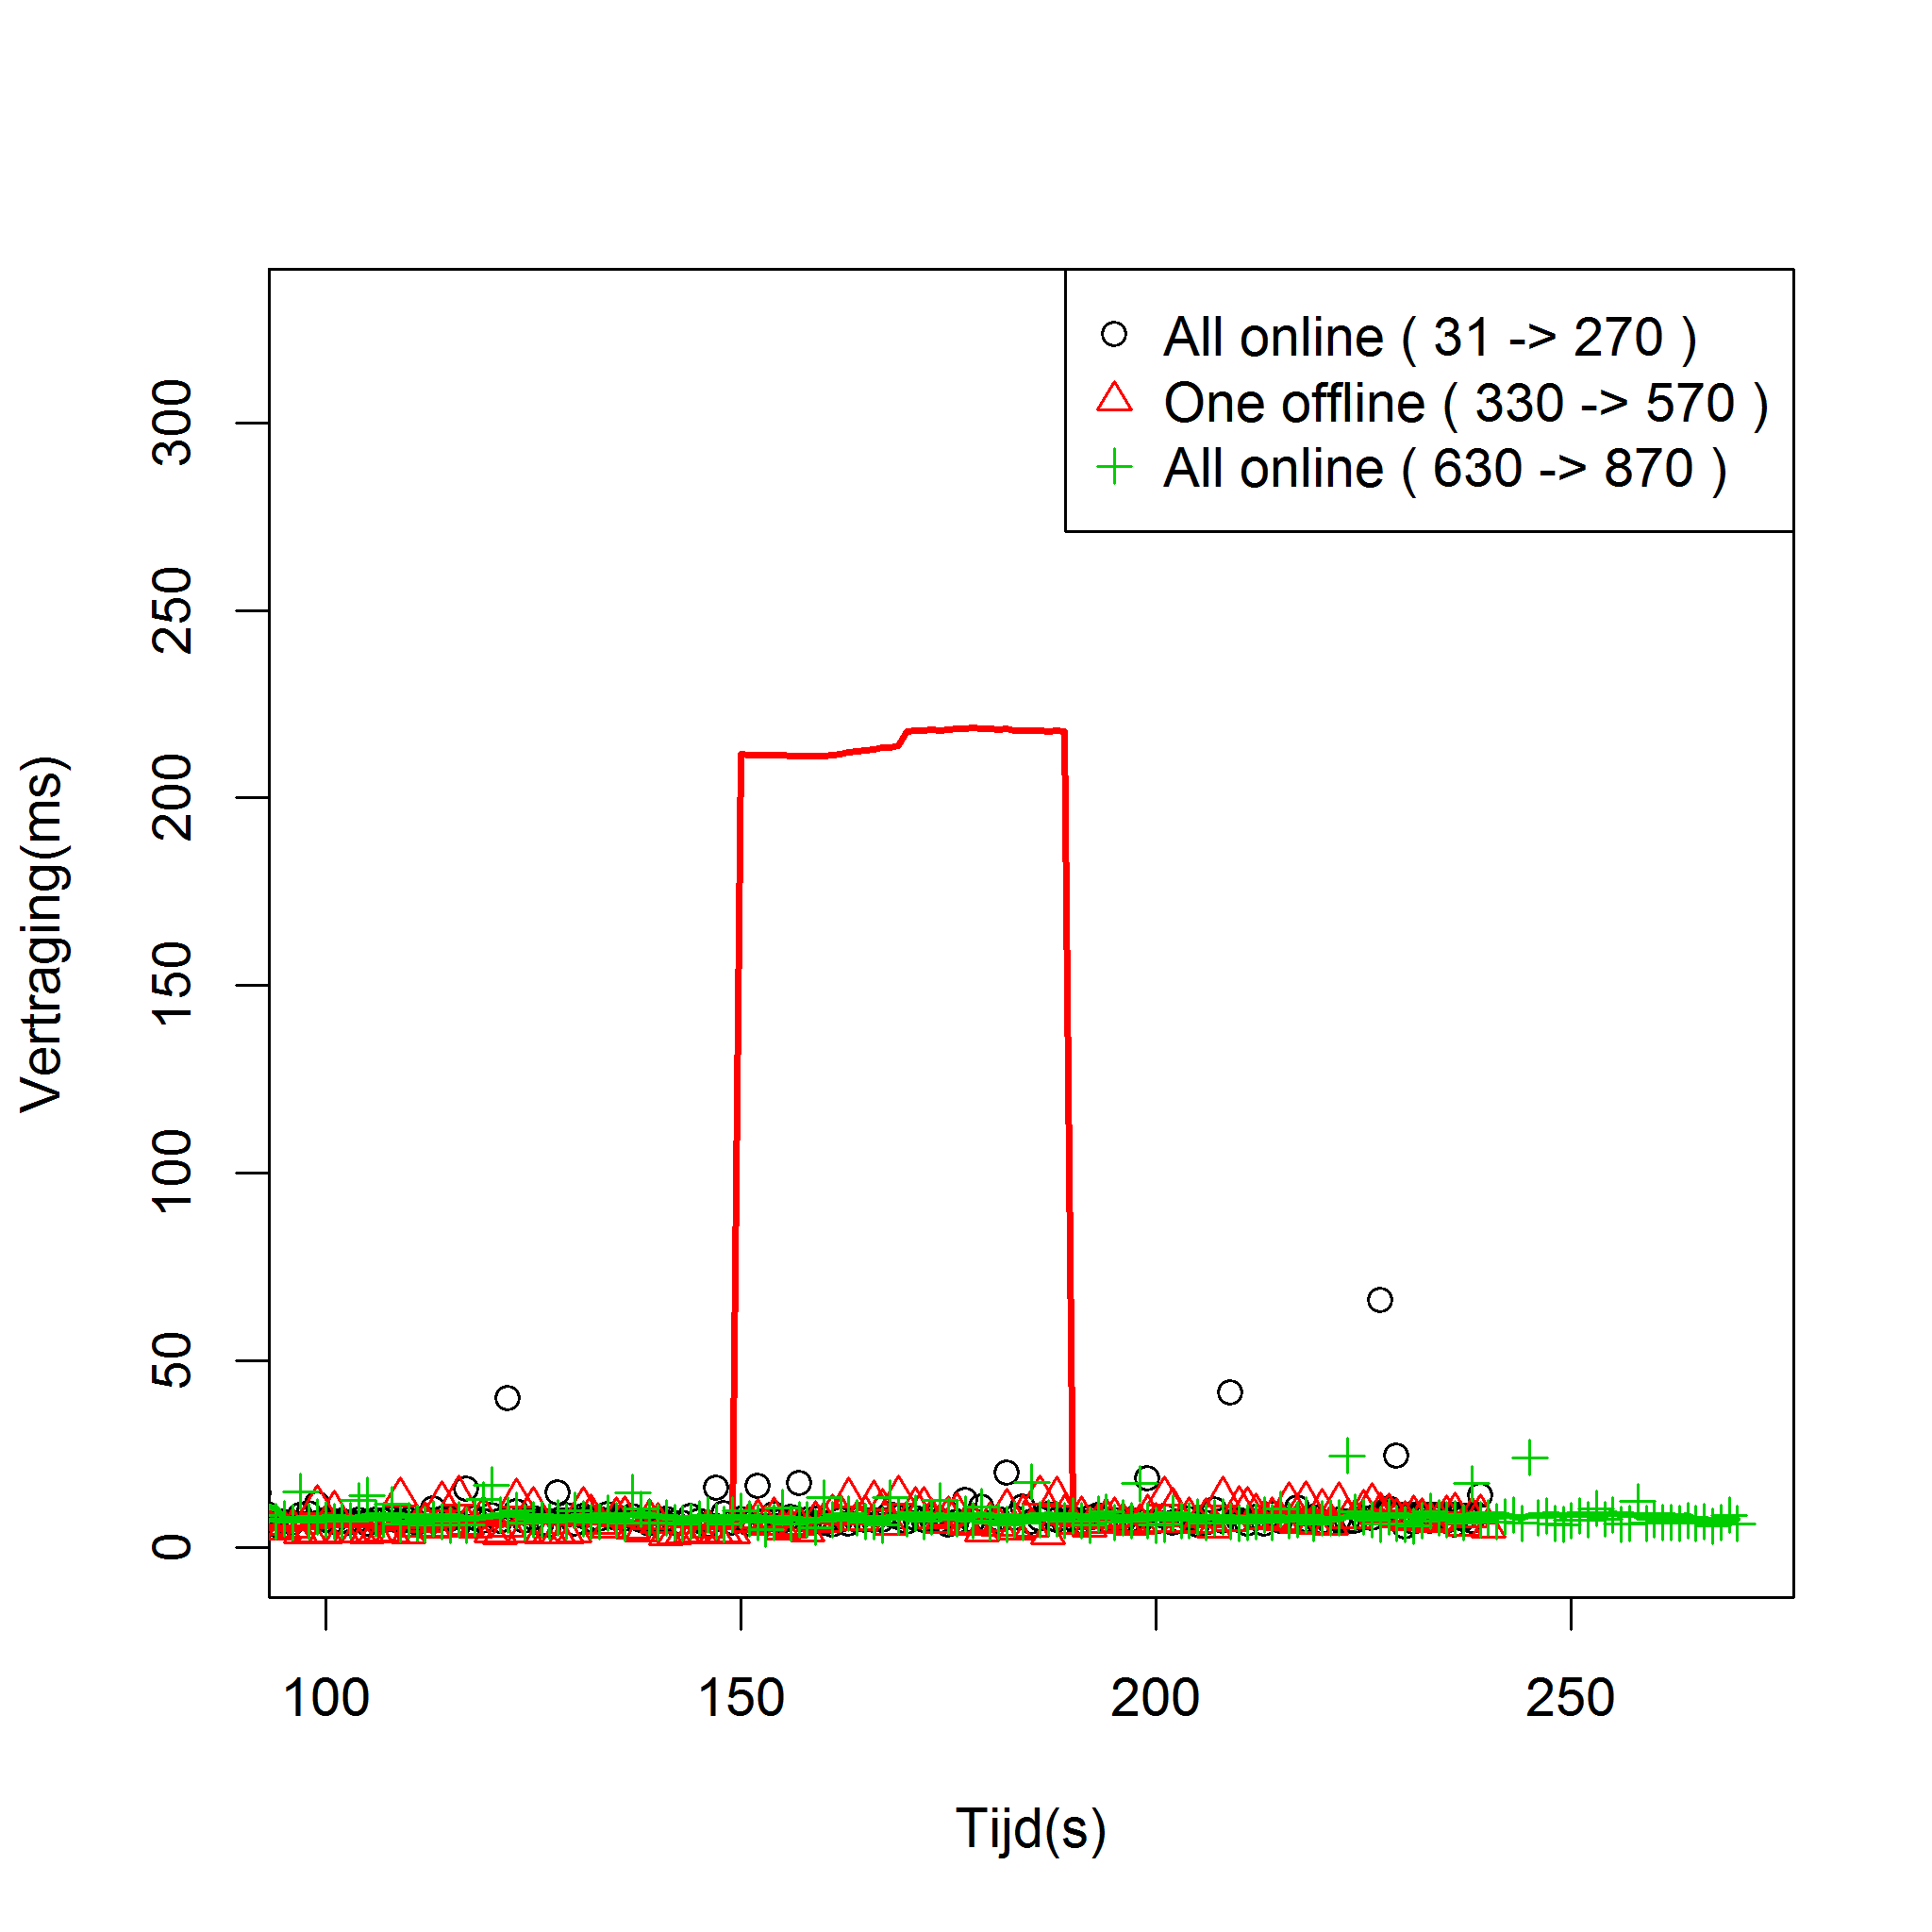 All online ( 31 -> 270 )
One offline ( 330 -> 570 )
All online ( 630 -> 870 )
Vertraging(ms)
300
250
200
150
100
50
0
100 150 200 250
Tijd(s)